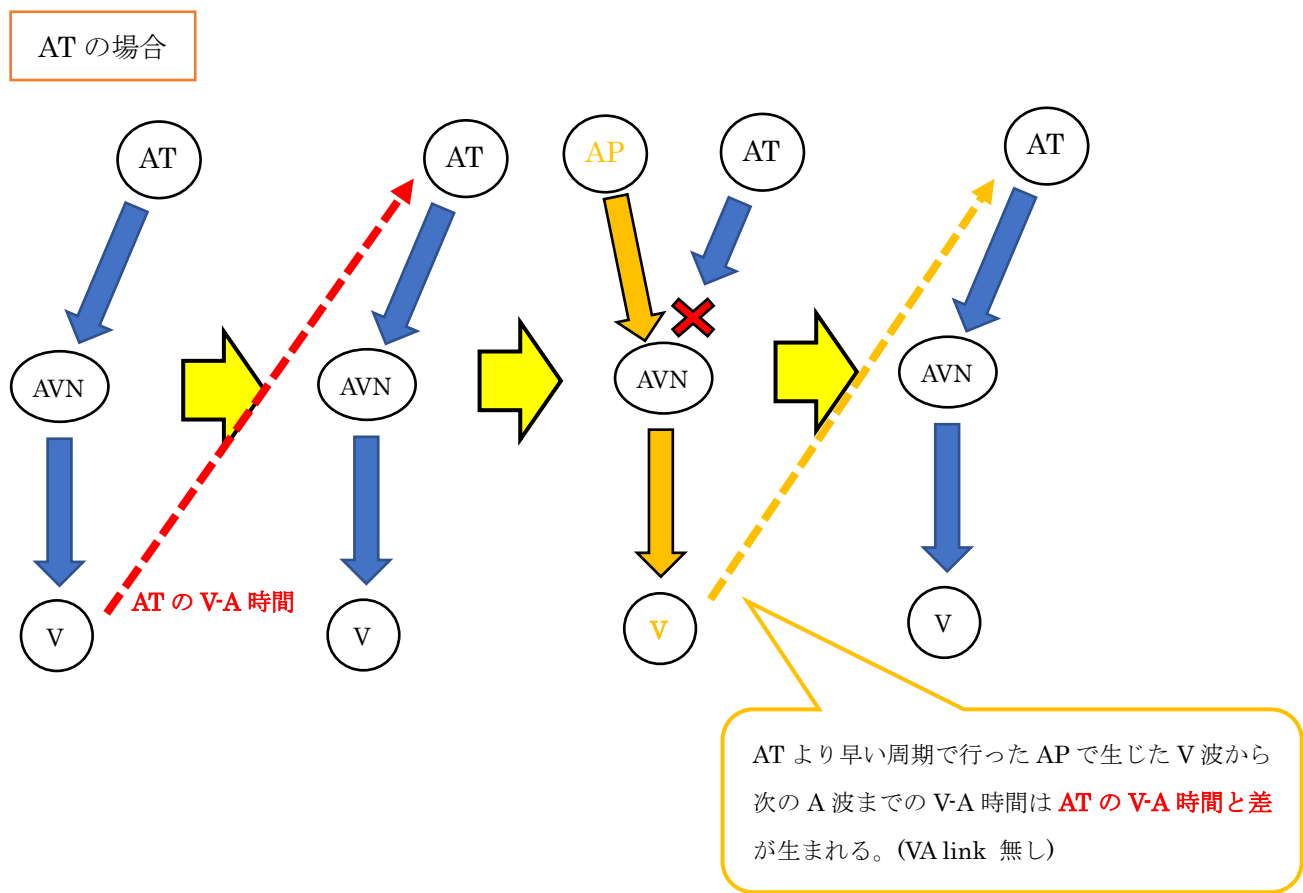 AT の場合
AT
AT
AP
AT
AT
AVN
AVN
AVN
AVN
AT の V-A 時間
V
V
V
V
AT より早い周期で行った AP で生じた V 波から
次の A 波までの V-A 時間は AT の V-A 時間と差
が生まれる。(VA link 無し)